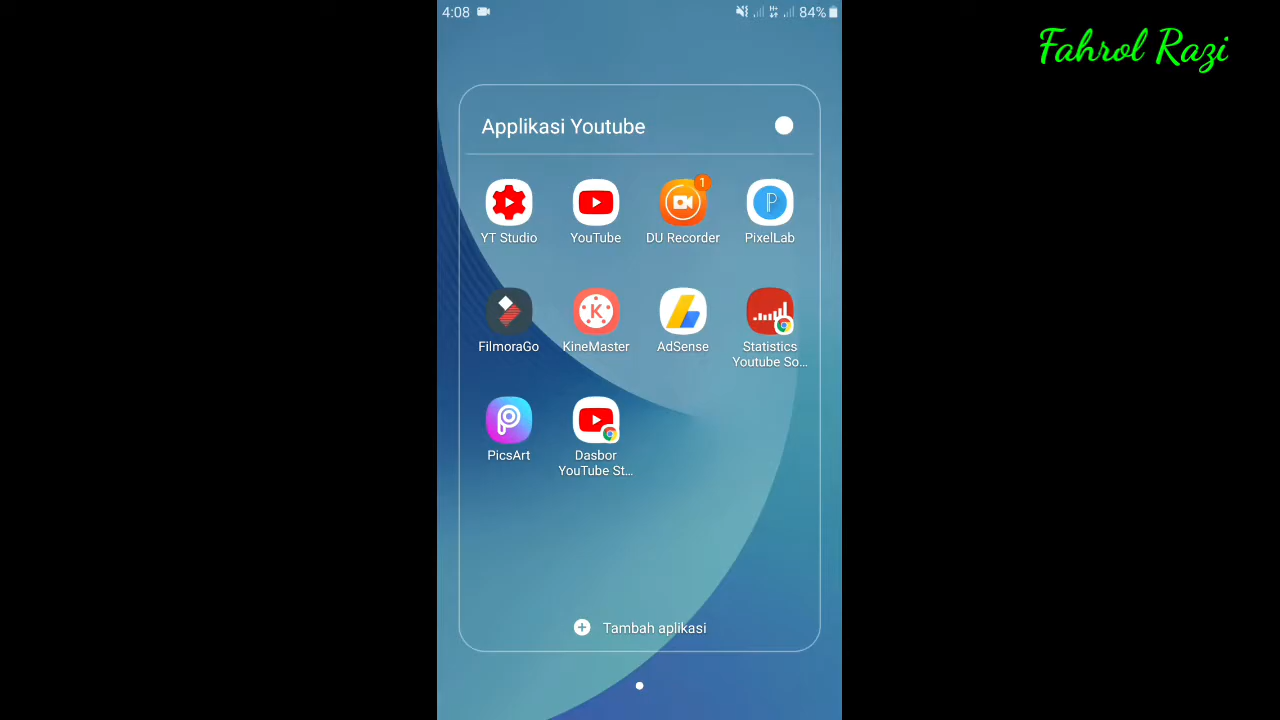 4:08
84%
Fahrol Razi
Applikasi Youtube
1
YT Studio
YouTube
DU Recorder
PixelLab
FilmoraGo
KineMaster
AdSense
Statistics
Youtube So...
PicsArt
Dasbor
YouTube St...
Tambah aplikasi